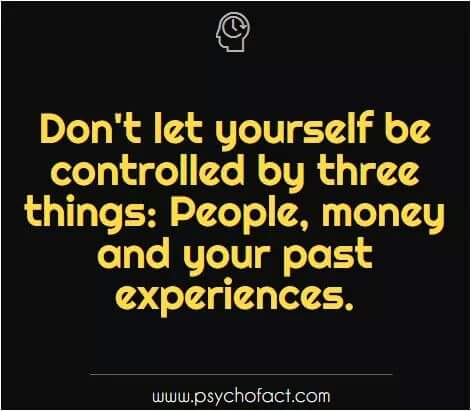 Don't let yourself be
controlled by three
things: People, money
and your past
experiences.
www.psychofact.com